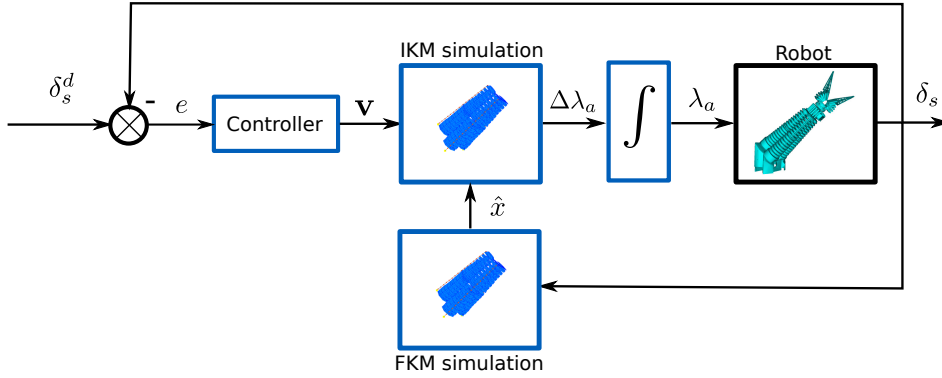 IKM simulation
Robot
δ_s^d
-
e
Controller
v
Δλ_a
∫
λ_a
δ_s
x̂
FKM simulation